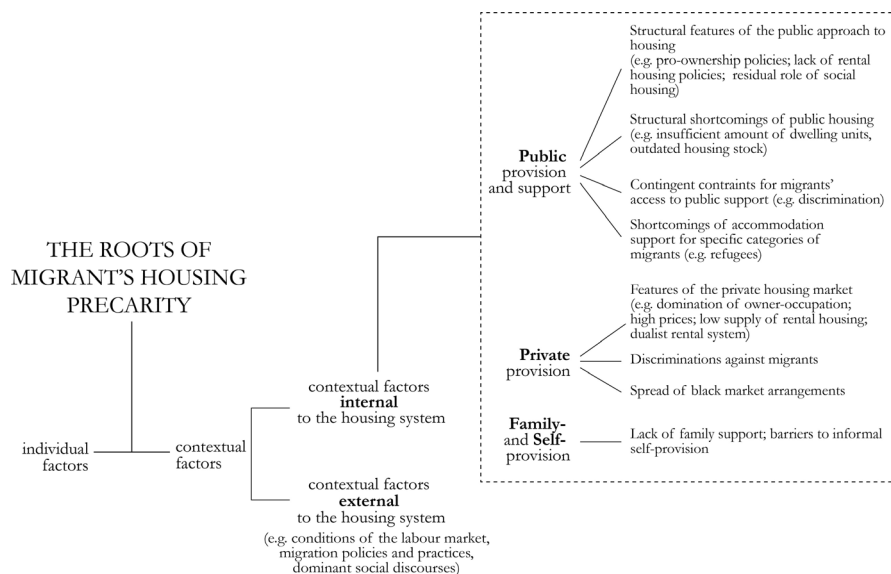 THE ROOTS OF
MIGRANT'S HOUSING
PRECARITY
individual
factors
contextual
factors
contextual factors
internal
to the housing system
contextual factors
external
to the housing system
(e.g. conditions of the labour market,
migration policies and practices,
dominant social discourses)
Public
provision
and support
Structural features of the public approach to
housing
(e.g. pro-ownership policies; lack of rental
housing policies; residual role of social
housing)
Structural shortcomings of public housing
(e.g. insufficient amount of dwelling units,
outdated housing stock)
Contingent contraints for migrants'
access to public support (e.g. discrimination)
Shortcomings of accommodation
support for specific categories of
migrants (e.g. refugees)
Private
provision
Features of the private housing market
(e.g. domination of owner-occupation;
high prices; low supply of rental housing;
dualist rental system)
Discriminations against migrants
Spread of black market arrangements
Family-
and Self-
provision
Lack of family support; barriers to informal
self-provision